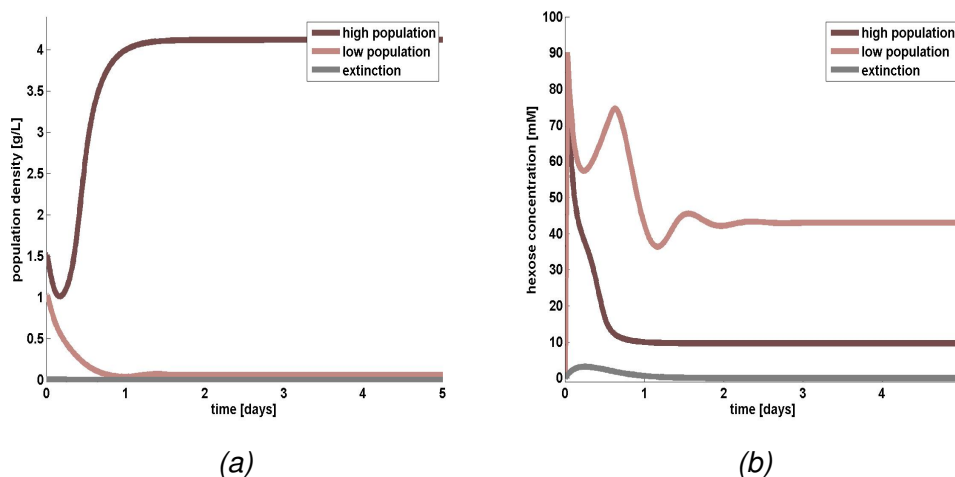 high population
low population
extinction
4
3.5
3
2.5
2
1.5
1
0.5
0
population density [g/L]
0 1 2 3 4 5
time [days]
(a)
high population
low population
extinction
100
90
80
70
60
50
40
30
20
10
0
hexose concentration [mM]
0 1 2 3 4
time [days]
(b)